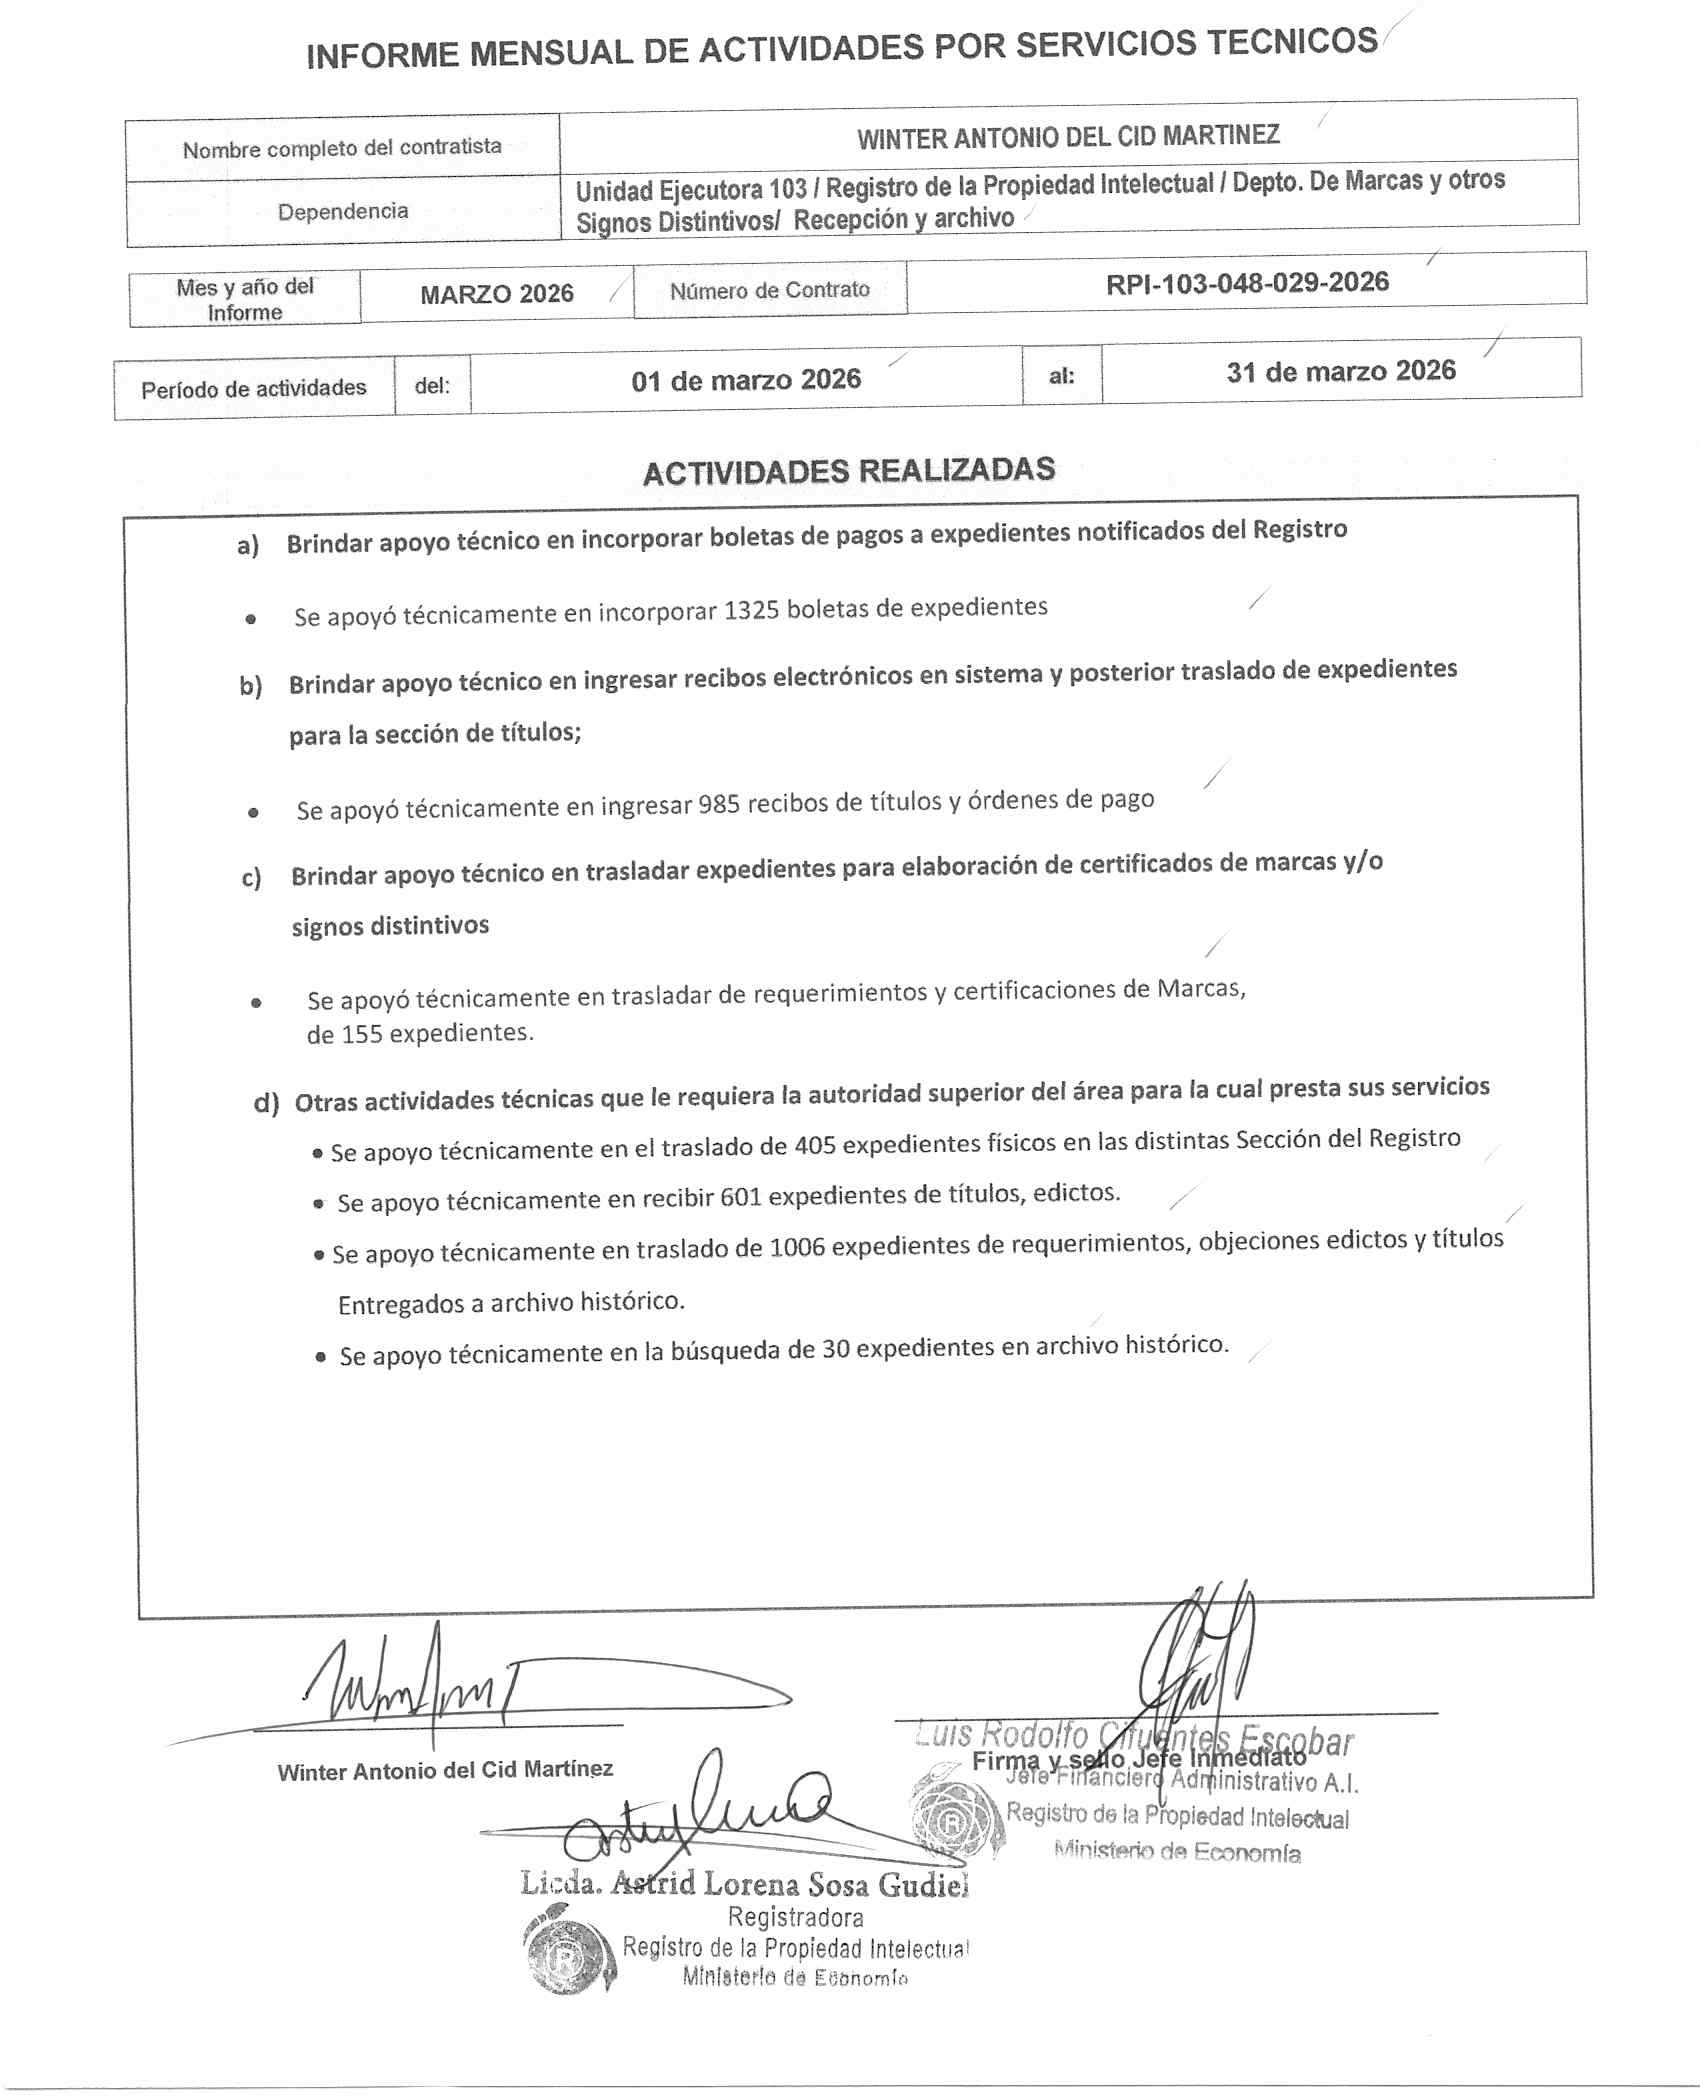 INFORME MENSUAL DE ACTIVIDADES POR SERVICIOS TECNICOS
Nombre completo del contratista
WINTER ANTONIO DEL CID MARTINEZ
Dependencia
Unidad Ejecutora 103 / Registro de la Propiedad Intelectual / Depto. De Marcas y otros
Signos Distintivos/ Recepción y archivo
Mes y año del
Informe
MARZO 2026
Número de Contrato
RPI-103-048-029-2026
Período de actividades
del:
01 de marzo 2026
al:
31 de marzo 2026
ACTIVIDADES REALIZADAS
a) Brindar apoyo técnico en incorporar boletas de pagos a expedientes notificados del Registro
• Se apoyó técnicamente en incorporar 1325 boletas de expedientes
b) Brindar apoyo técnico en ingresar recibos electrónicos en sistema y posterior traslado de expedientes
para la sección de títulos;
• Se apoyó técnicamente en ingresar 985 recibos de títulos y órdenes de pago
c) Brindar apoyo técnico en trasladar expedientes para elaboración de certificados de marcas y/o
signos distintivos
• Se apoyó técnicamente en trasladar de requerimientos y certificaciones de Marcas,
de 155 expedientes.
d) Otras actividades técnicas que le requiera la autoridad superior del área para la cual presta sus servicios
• Se apoyo técnicamente en el traslado de 405 expedientes físicos en las distintas Sección del Registro
• Se apoyo técnicamente en recibir 601 expedientes de títulos, edictos.
• Se apoyo técnicamente en traslado de 1006 expedientes de requerimientos, objeciones edictos y títulos
Entregados a archivo histórico.
• Se apoyo técnicamente en la búsqueda de 30 expedientes en archivo histórico.
Winter Antonio del Cid Martínez
Luis Rodolfo Cifuentes Escobar
Firma y sello Jefe Inmediato
Jefe Financiero Administrativo A.I.
Registro de la Propiedad Intelectual
Ministerio de Economía
Licda. Astrid Lorena Sosa Gudiel
Registradora
Registro de la Propiedad Intelectual
Ministerio de Economía